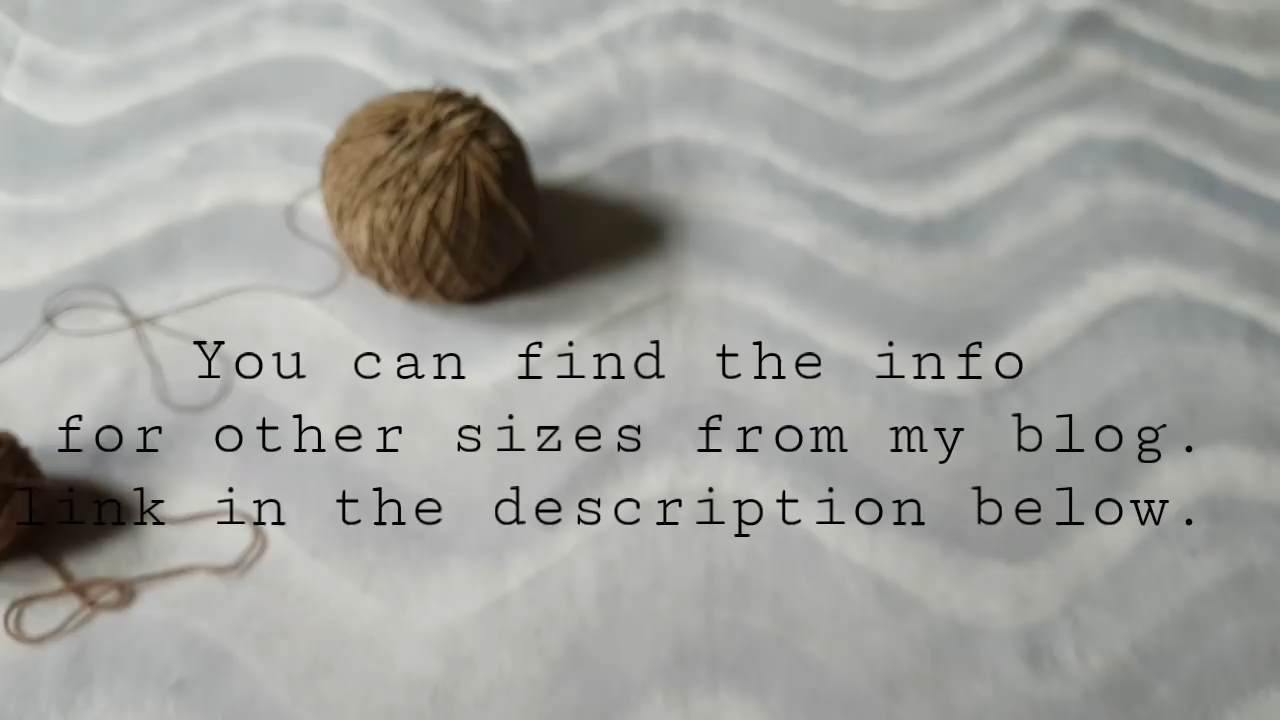 You can find the info
for other sizes from my blog.
link in the description below.